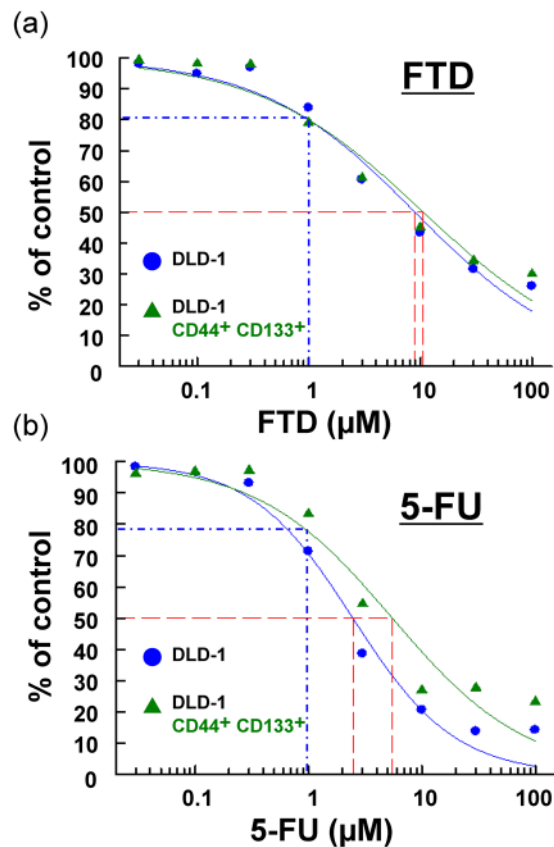 (a)
FTD
% of control
100
90
80
70
60
50
40
30
20
10
0
DLD-1
DLD-1
CD44+ CD133+
0.1
1
10
100
FTD (µM)
(b)
5-FU
% of control
100
90
80
70
60
50
40
30
20
10
0
DLD-1
DLD-1
CD44+ CD133+
0.1
1
10
100
5-FU (µM)